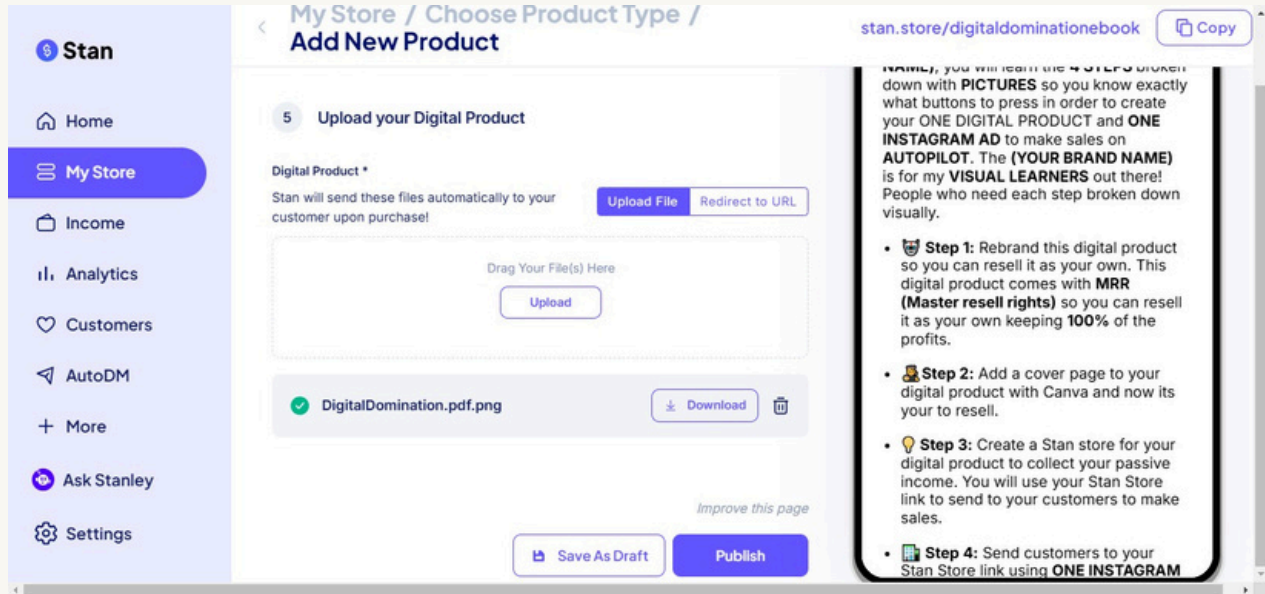 Stan
Home
My Store
Income
Analytics
Customers
AutoDM
More
Ask Stanley
Settings
My Store / Choose Product Type /
Add New Product
stan.store/digitaldominationebook
Copy
5 Upload your Digital Product
Digital Product *
Stan will send these files automatically to your
customer upon purchase!
Upload File
Redirect to URL
Drag Your File(s) Here
Upload
DigitalDomination.pdf.png
Download
Improve this page
Save As Draft
Publish
NAME), you will learn the 4 STEPS broken
down with PICTURES so you know exactly
what buttons to press in order to create
your ONE DIGITAL PRODUCT and ONE
INSTAGRAM AD to make sales on
AUTOPILOT. The (YOUR BRAND NAME)
is for my VISUAL LEARNERS out there!
People who need each step broken down
visually.
Step 1: Rebrand this digital product
so you can resell it as your own. This
digital product comes with MRR
(Master resell rights) so you can resell
it as your own keeping 100% of the
profits.
Step 2: Add a cover page to your
digital product with Canva and now its
your to resell.
Step 3: Create a Stan store for your
digital product to collect your passive
income. You will use your Stan Store
link to send to your customers to make
sales.
Step 4: Send customers to your
Stan Store link using ONE INSTAGRAM